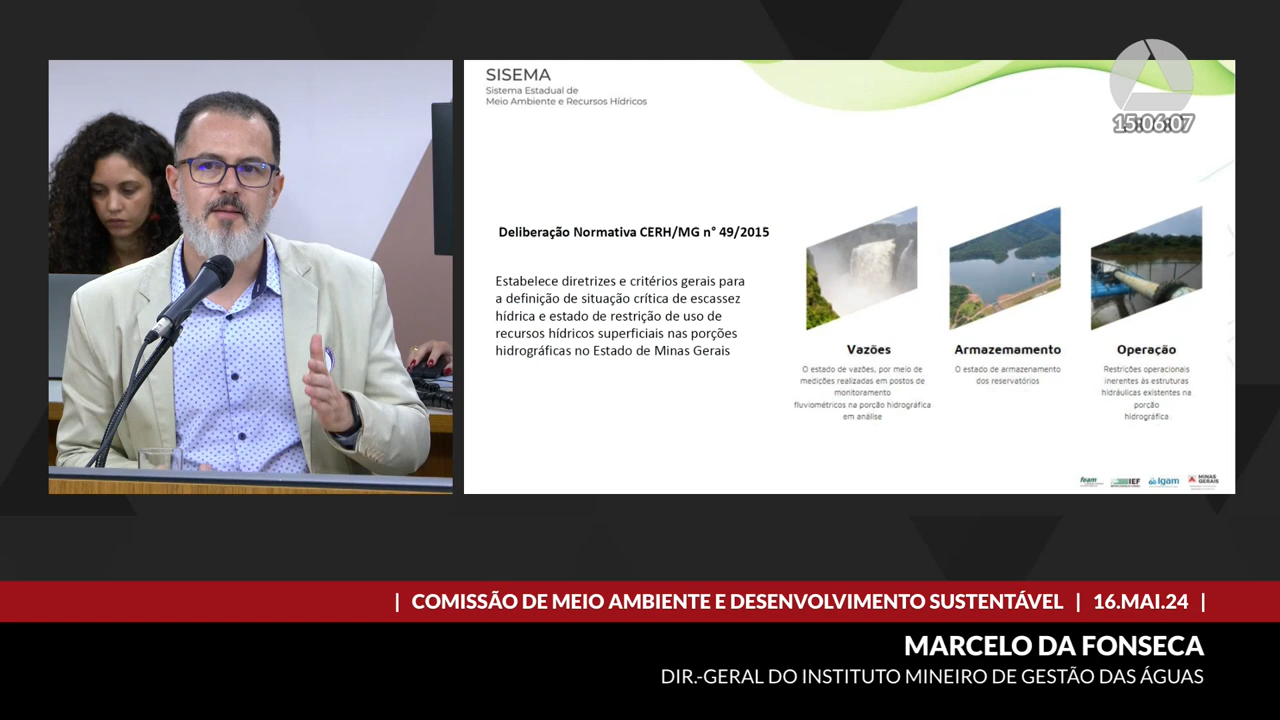 SISEMA
Sistema Estadual de
Meio Ambiente e Recursos Hídricos
15:06:07
Deliberação Normativa CERH/MG n° 49/2015
Estabelece diretrizes e critérios gerais para
a definição de situação crítica de escassez
hídrica e estado de restrição de uso de
recursos hídricos superficiais nas porções
hidrográficas no Estado de Minas Gerais
Vazões
O estado de vazões, por meio de
medições realizadas em postos de
monitoramento
fluviométricos na porção hidrográfica
em análise
Armazemamento
O estado de armazenamento
dos reservatórios
Operação
Restrições operacionais
inerentes às estruturas
hidráulicas existentes na
porção
hidrográfica
feam
IEF
Igam
MINAS
GERAIS
| COMISSÃO DE MEIO AMBIENTE E DESENVOLVIMENTO SUSTENTÁVEL | 16.MAI.24 |
MARCELO DA FONSECA
DIR.-GERAL DO INSTITUTO MINEIRO DE GESTÃO DAS ÁGUAS